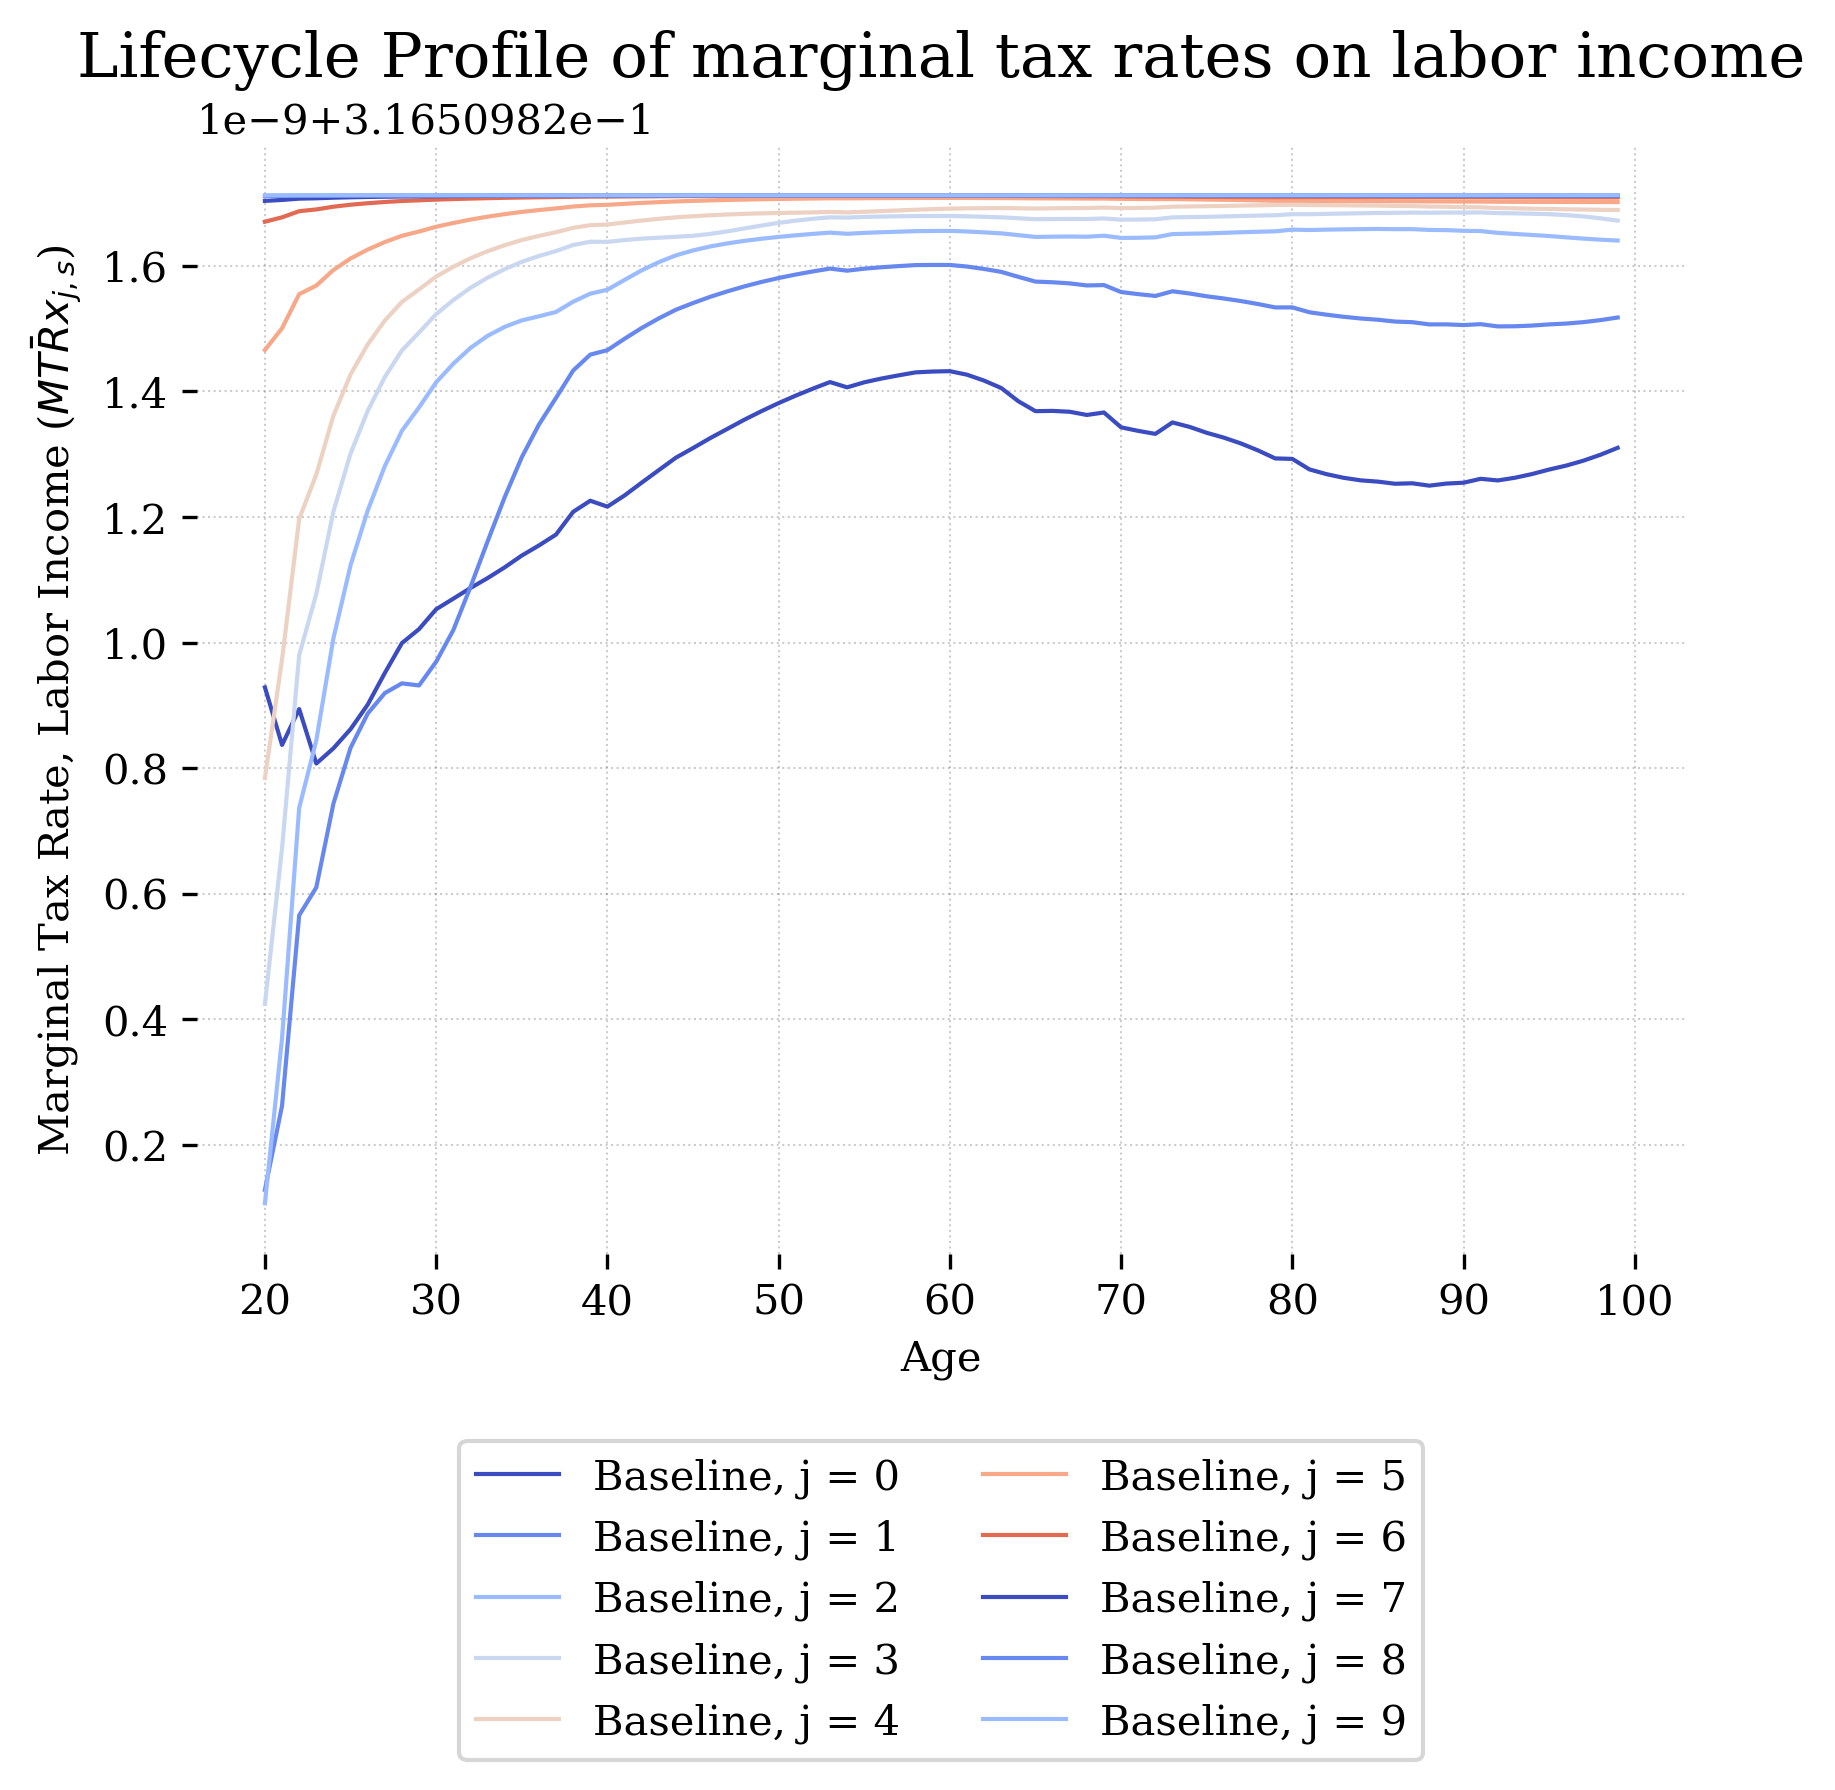 Lifecycle Profile of marginal tax rates on labor income
1e−9+3.1650982e−1
Marginal Tax Rate, Labor Income (MT̄Rx_{j,s})
1.6
1.4
1.2
1.0
0.8
0.6
0.4
0.2
20 30 40 50 60 70 80 90 100
Age
Baseline, j = 0
Baseline, j = 1
Baseline, j = 2
Baseline, j = 3
Baseline, j = 4
Baseline, j = 5
Baseline, j = 6
Baseline, j = 7
Baseline, j = 8
Baseline, j = 9